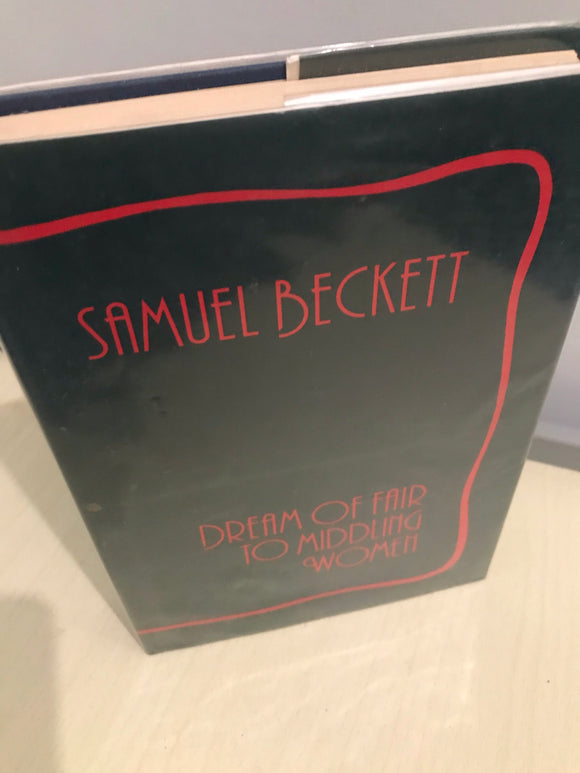 SAMUEL BECKETT
DREAM OF FAIR
TO MIDDLING
WOMEN